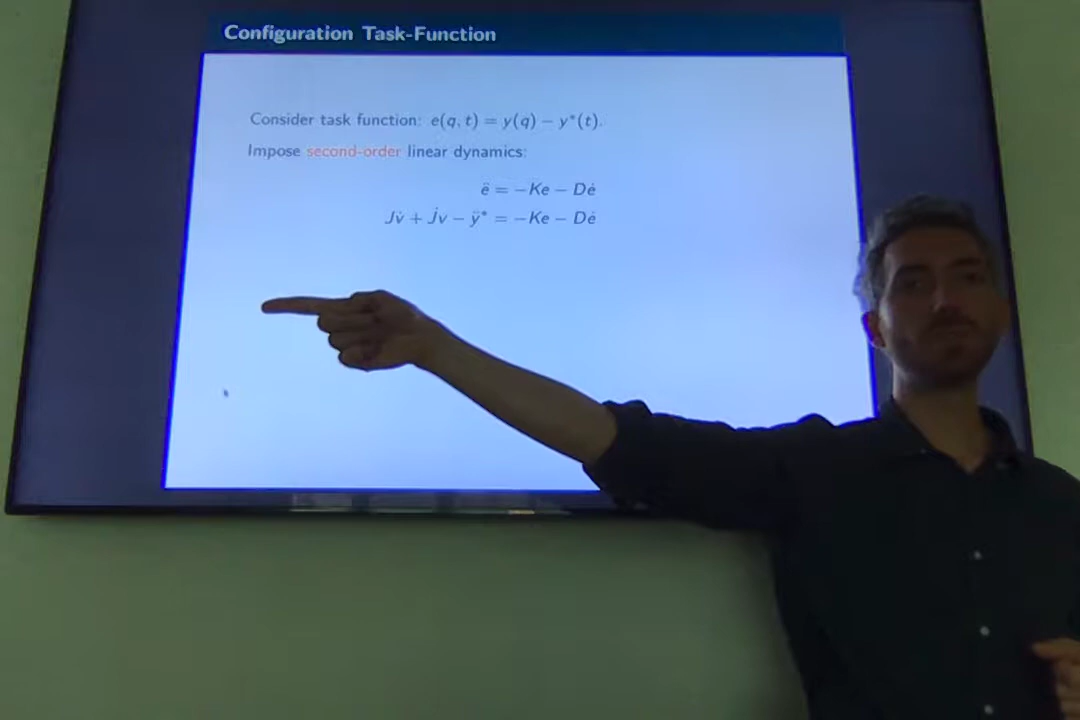 Configuration Task-Function
Consider task function: e(q, t) = y(q) − y*(t).
Impose second-order linear dynamics:
ë = −Ke − Dė
Jv̇ + J̇v − ÿ* = −Ke − Dė